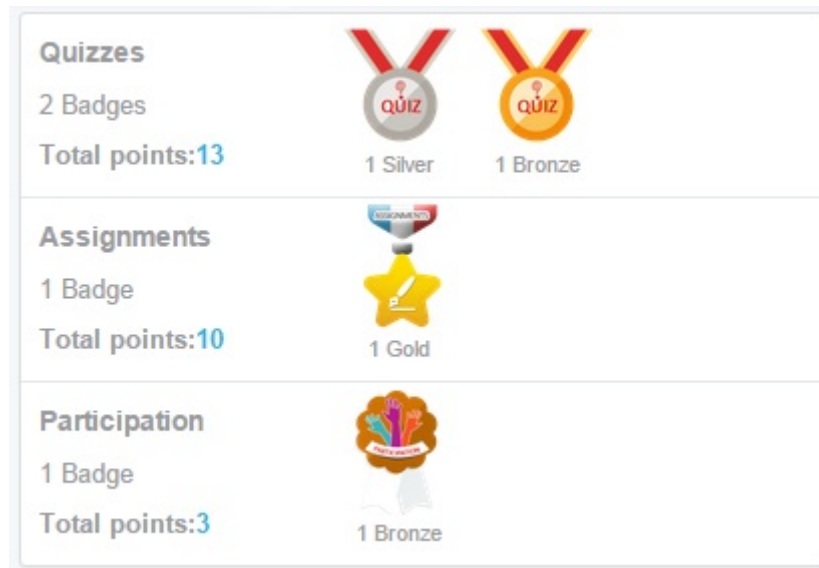 Quizzes
2 Badges
Total points:13
QUIZ
QUIZ
1 Silver
1 Bronze
Assignments
1 Badge
Total points:10
ASSIGNMENTS
1 Gold
Participation
1 Badge
Total points:3
PARTICIPATION
1 Bronze